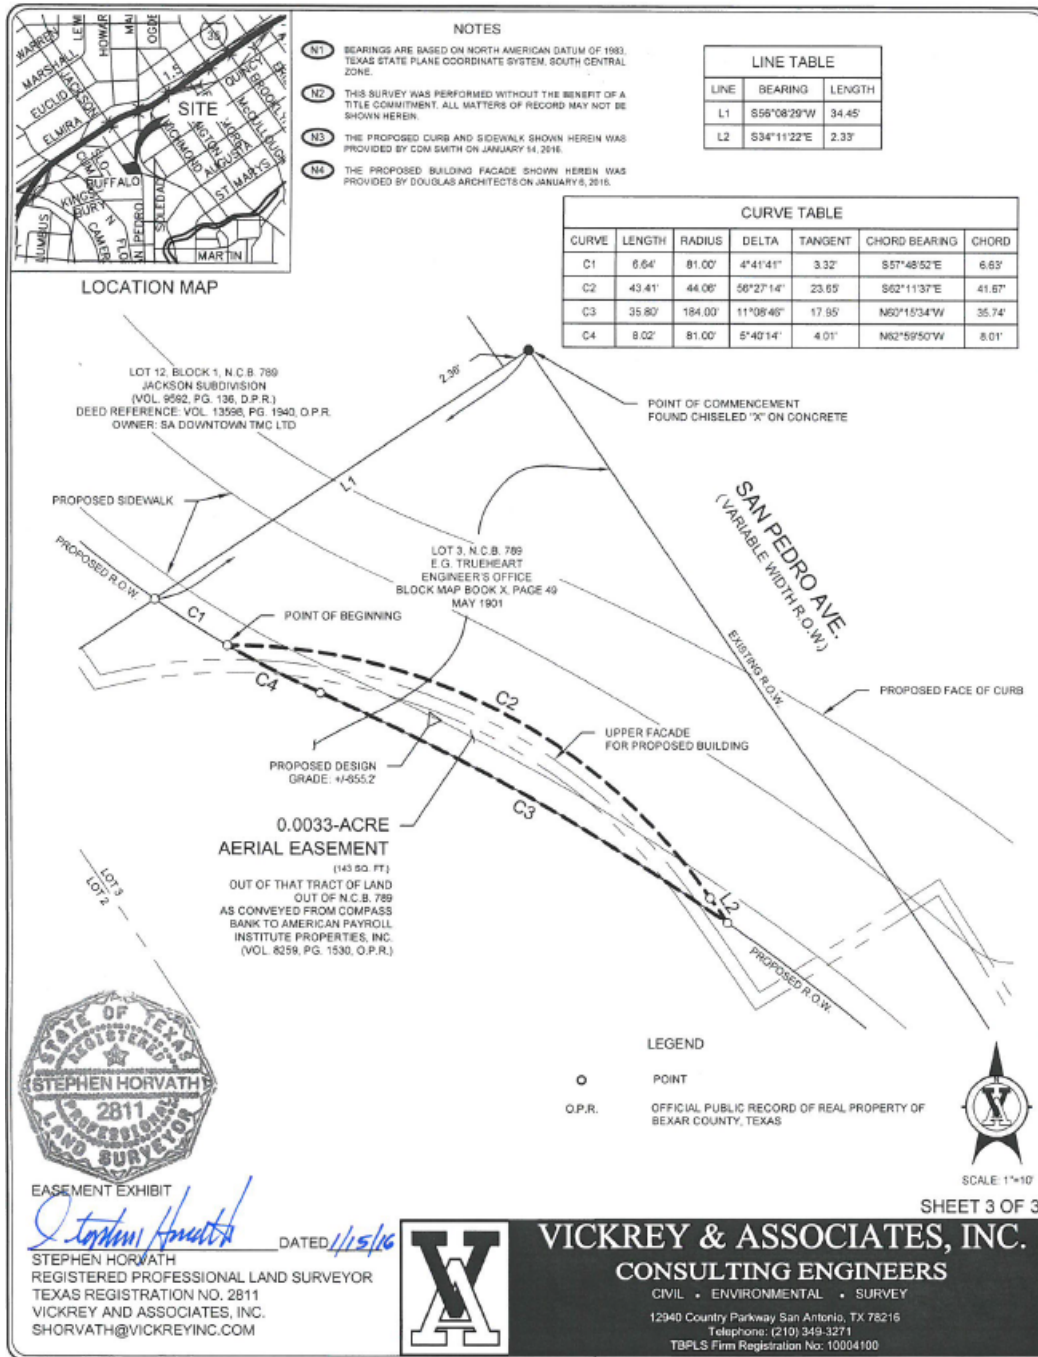 NOTES
N1 BEARINGS ARE BASED ON NORTH AMERICAN DATUM OF 1983,
TEXAS STATE PLANE COORDINATE SYSTEM, SOUTH CENTRAL
ZONE.
N2 THIS SURVEY WAS PERFORMED WITHOUT THE BENEFIT OF A
TITLE COMMITMENT. ALL MATTERS OF RECORD MAY NOT BE
SHOWN HEREIN.
N3 THE PROPOSED CURB AND SIDEWALK SHOWN HEREIN WAS
PROVIDED BY CDM SMITH ON JANUARY 14, 2016.
N4 THE PROPOSED BUILDING FACADE SHOWN HEREIN WAS
PROVIDED BY DOUGLAS ARCHITECTS ON JANUARY 6, 2016.
WARREN
MARSHALL
JACKSON
EUCLID
ELMIRA
SITE
QUINCY
RICHMOND
AUGUSTA
ST MARYS
BUFFALO
KINGS
BURY
SOLEDAD
MARTIN
LOCATION MAP
LINE TABLE
LINE BEARING LENGTH
L1 S56°08'29"W 34.45'
L2 S34°11'22"E 2.33'
CURVE TABLE
CURVE LENGTH RADIUS DELTA TANGENT CHORD BEARING CHORD
C1 6.64' 81.00' 4°41'41" 3.32' S57°48'52"E 6.63'
C2 43.41' 44.06' 56°27'14" 23.65' S62°11'37"E 41.67'
C3 35.80' 184.00' 11°08'46" 17.95' N60°15'34"W 35.74'
C4 8.02' 81.00' 5°40'14" 4.01' N62°59'50"W 8.01'
LOT 12, BLOCK 1, N.C.B. 789
JACKSON SUBDIVISION
(VOL. 9592, PG. 136, D.P.R.)
DEED REFERENCE: VOL. 13598, PG. 1940, O.P.R.
OWNER: SA DOWNTOWN TMC LTD
2.36'
POINT OF COMMENCEMENT
FOUND CHISELED "X" ON CONCRETE
L1
PROPOSED SIDEWALK
SAN PEDRO AVE.
(VARIABLE WIDTH R.O.W.)
PROPOSED R.O.W.
LOT 3, N.C.B. 789
E.G. TRUEHEART
ENGINEER'S OFFICE
BLOCK MAP BOOK X, PAGE 49
MAY 1901
C1
POINT OF BEGINNING
EXISTING R.O.W.
C4
C2
PROPOSED FACE OF CURB
UPPER FACADE
FOR PROPOSED BUILDING
PROPOSED DESIGN
GRADE: +/-655.2'
C3
0.0033-ACRE
AERIAL EASEMENT
(143 SQ. FT.)
OUT OF THAT TRACT OF LAND
OUT OF N.C.B. 789
AS CONVEYED FROM COMPASS
BANK TO AMERICAN PAYROLL
INSTITUTE PROPERTIES, INC.
(VOL. 8259, PG. 1530, O.P.R.)
L2
LOT 3
LOT 2
PROPOSED R.O.W.
STATE OF TEXAS
REGISTERED
STEPHEN HORVATH
2811
PROFESSIONAL
LAND SURVEYOR
LEGEND
POINT
O.P.R. OFFICIAL PUBLIC RECORD OF REAL PROPERTY OF
BEXAR COUNTY, TEXAS
SCALE: 1"=10'
SHEET 3 OF 3
EASEMENT EXHIBIT
Stephen Horvath DATED 1/15/16
STEPHEN HORVATH
REGISTERED PROFESSIONAL LAND SURVEYOR
TEXAS REGISTRATION NO. 2811
VICKREY AND ASSOCIATES, INC.
SHORVATH@VICKREYINC.COM
VICKREY & ASSOCIATES, INC.
CONSULTING ENGINEERS
CIVIL • ENVIRONMENTAL • SURVEY
12940 Country Parkway San Antonio, TX 78216
Telephone: (210) 349-3271
TBPLS Firm Registration No: 10004100